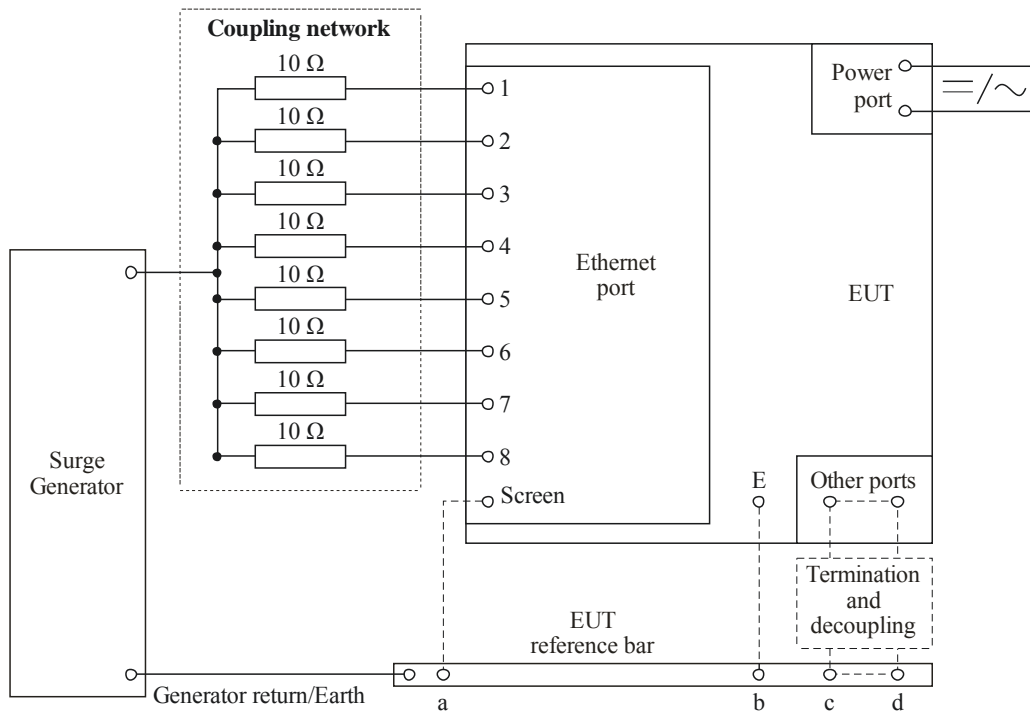 Coupling network
10 Ω
1
10 Ω
2
10 Ω
3
10 Ω
4
10 Ω
5
10 Ω
6
10 Ω
7
10 Ω
8
Screen
Ethernet
port
Power
port
EUT
Surge
Generator
E
Other ports
Termination
and
decoupling
EUT
reference bar
Generator return/Earth
a
b
c
d